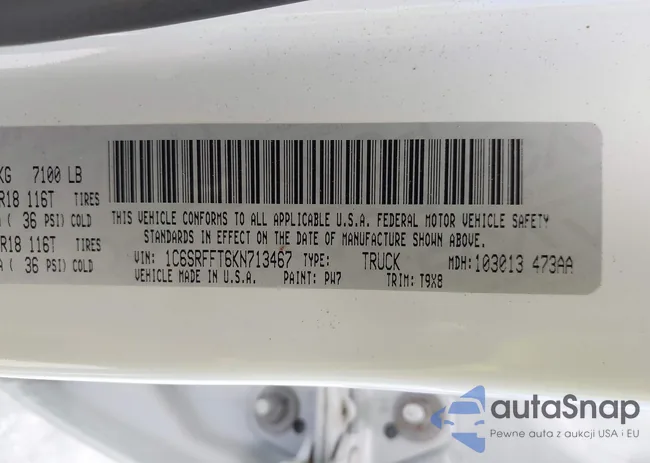 KG 7100 LB
R18 116T TIRES
( 36 PSI) COLD
R18 116T TIRES
( 36 PSI) COLD
THIS VEHICLE CONFORMS TO ALL APPLICABLE U.S.A. FEDERAL MOTOR VEHICLE SAFETY
STANDARDS IN EFFECT ON THE DATE OF MANUFACTURE SHOWN ABOVE.
VIN: 1C6SRFFT6KN713467 TYPE: TRUCK MDH: 103013 473AA
VEHICLE MADE IN U.S.A. PAINT: PW7 TRIM: T9X8
autaSnap
Pewne auta z aukcji USA i EU